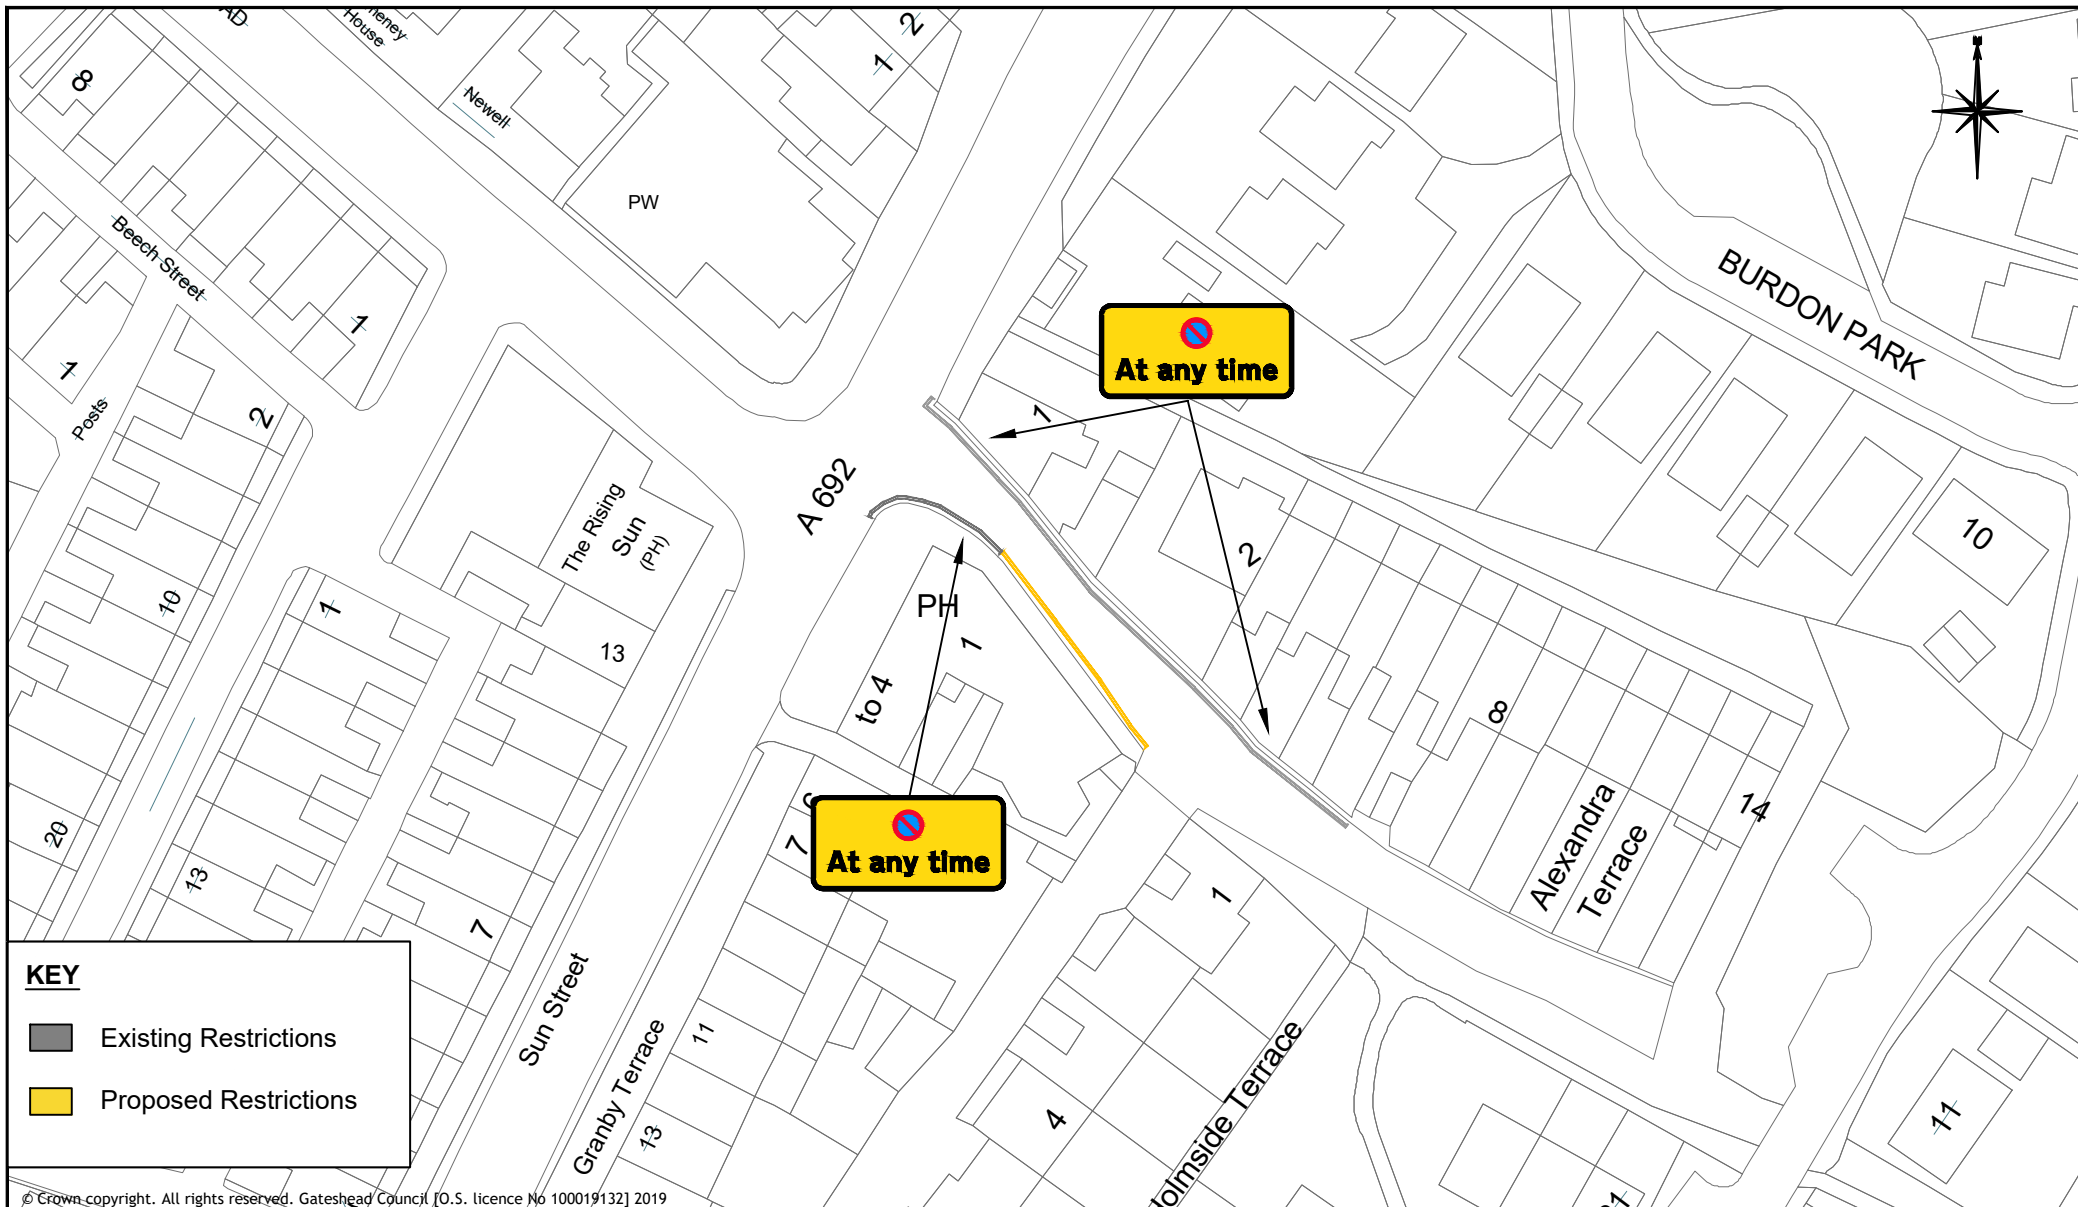 8
House
Newell
2
1
N
PW
Beech Street
1
1
Posts
2
BURDON PARK
At any time
1
A 692
The Rising
Sun
(PH)
2
10
10
1
PH
1
13
to 4
8
14
Alexandra
Terrace
7
At any time
20
13
7
1
Sun Street
Granby Terrace
11
13
4
11
KEY
Existing Restrictions
Proposed Restrictions
© Crown copyright. All rights reserved. Gateshead Council [O.S. licence No 100019132] 2019